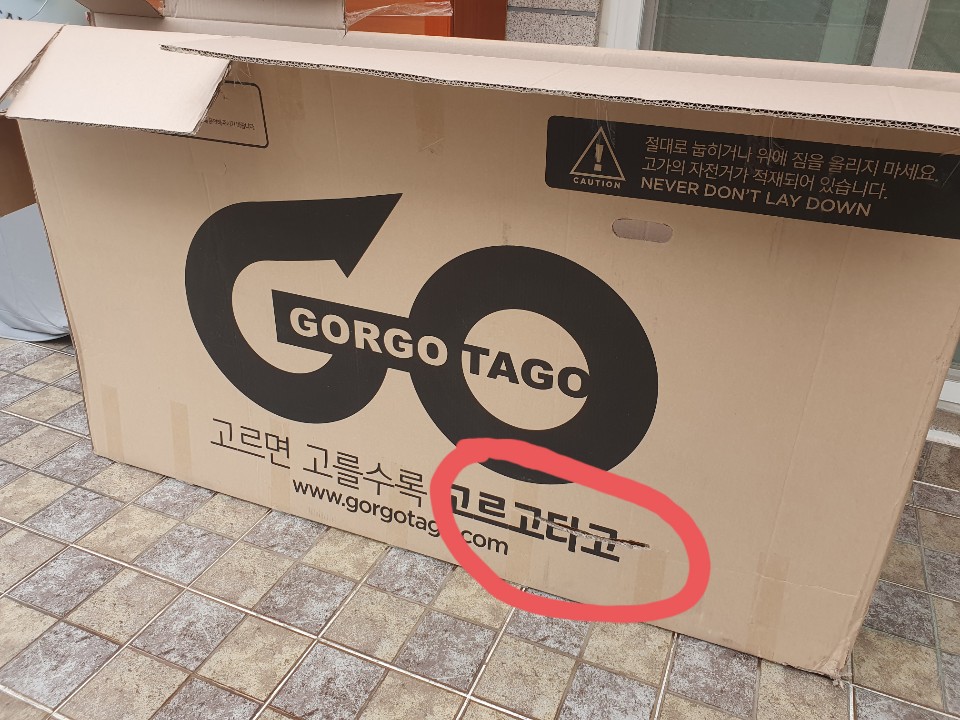 절대로 눕히거나 위에 짐을 올리지 마세요.
고가의 자전거가 적재되어 있습니다.
CAUTION
NEVER DON'T LAY DOWN
GORGO TAGO
고르면 고를수록 고르고타고
www.gorgotago.com